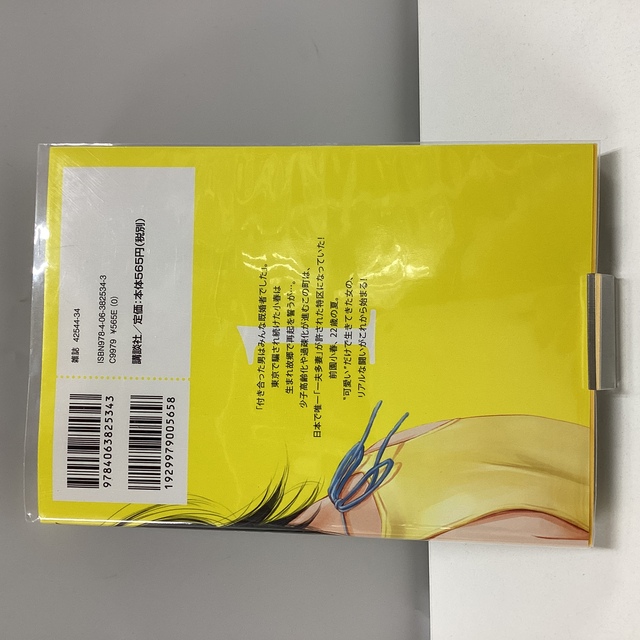 「付き合った男はみんな既婚者でした」。
東京で騙され続けた小春は
生まれ故郷で再起を誓うが…。
少子高齢化や過疎化が進むこの町は、
日本で唯一「一夫多妻」が許された特区になっていた!
前園小春、22歳の夏。
"可愛い"だけで生きてきた女の、
リアルな闘いがこれから始まる!
雑誌 42544-34
ISBN978-4-06-382534-3
C9979 ¥565E (0)
講談社/定価:本体565円(税別)
9784063825343
1929979005658
1